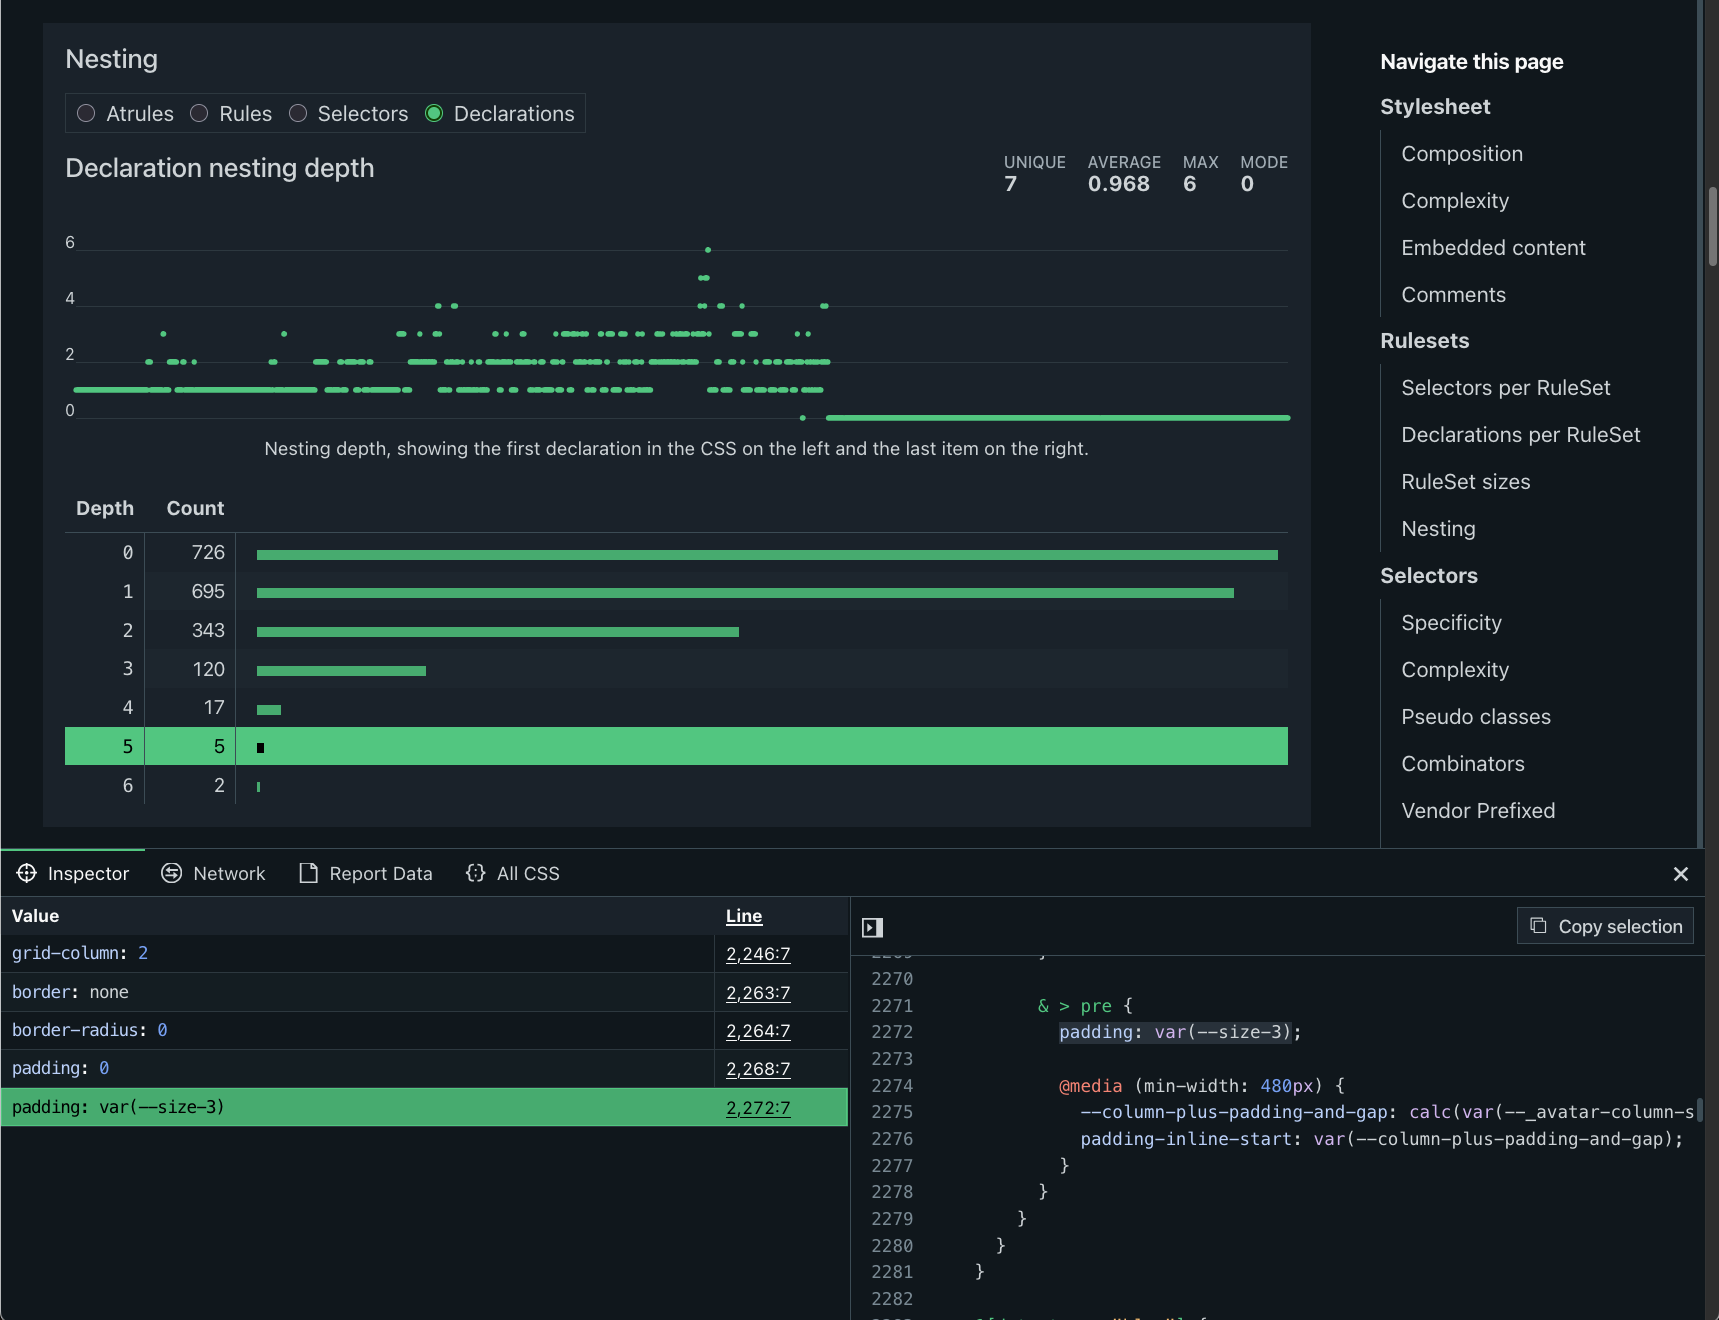 Nesting
Atrules Rules Selectors Declarations
Declaration nesting depth
UNIQUE AVERAGE MAX MODE
7 0.968 6 0
6
4
2
0
Nesting depth, showing the first declaration in the CSS on the left and the last item on the right.
Depth Count
0 726
1 695
2 343
3 120
4 17
5 5
6 2
Navigate this page
Stylesheet
Composition
Complexity
Embedded content
Comments
Rulesets
Selectors per RuleSet
Declarations per RuleSet
RuleSet sizes
Nesting
Selectors
Specificity
Complexity
Pseudo classes
Combinators
Vendor Prefixed
Inspector Network Report Data All CSS
Value Line
grid-column: 2 2,246:7
border: none 2,263:7
border-radius: 0 2,264:7
padding: 0 2,268:7
padding: var(--size-3) 2,272:7
Copy selection
2270
2271 & > pre {
2272 padding: var(--size-3);
2273
2274 @media (min-width: 480px) {
2275 --column-plus-padding-and-gap: calc(var(--_avatar-column-s
2276 padding-inline-start: var(--column-plus-padding-and-gap);
2277 }
2278 }
2279 }
2280 }
2281 }
2282